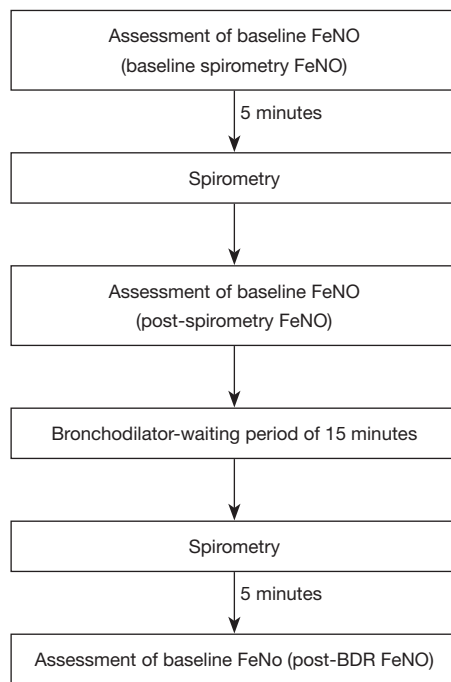 Assessment of baseline FeNO
(baseline spirometry FeNO)
5 minutes
Spirometry
Assessment of baseline FeNO
(post-spirometry FeNO)
Bronchodilator-waiting period of 15 minutes
Spirometry
5 minutes
Assessment of baseline FeNo (post-BDR FeNO)